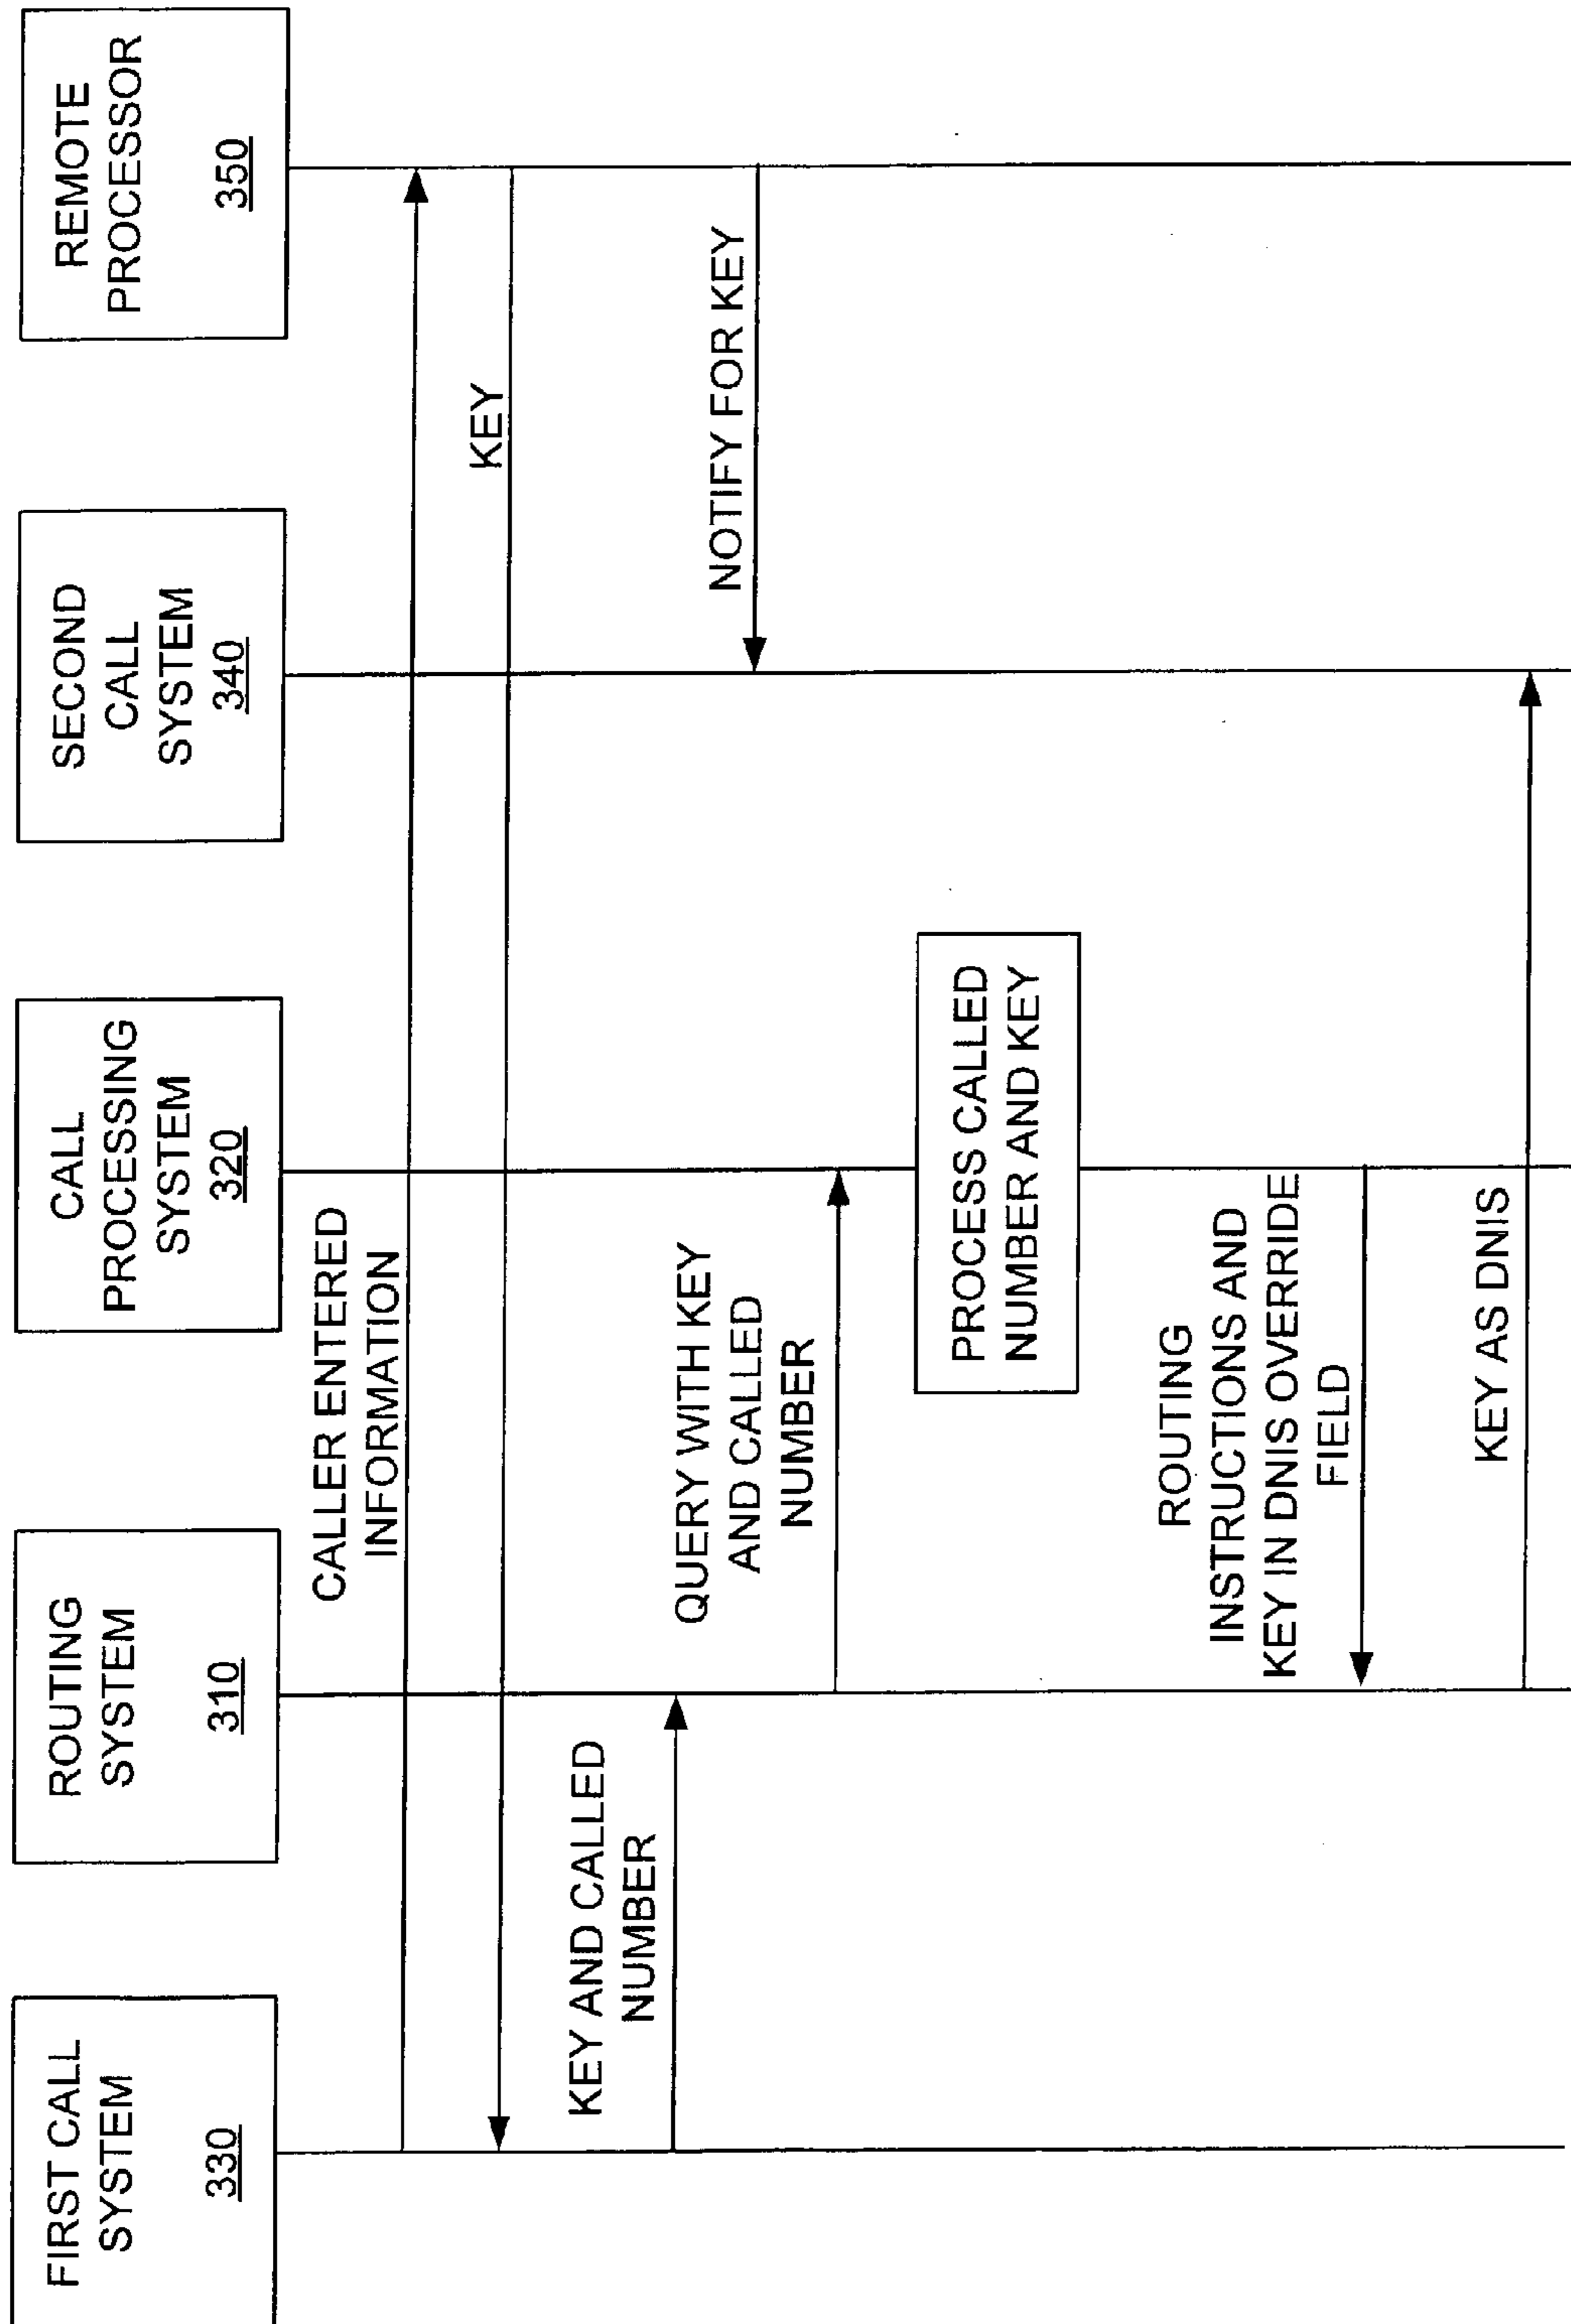 FIRST CALL
SYSTEM
330
ROUTING
SYSTEM
310
CALL
PROCESSING
SYSTEM
320
SECOND
CALL
SYSTEM
340
REMOTE
PROCESSOR
350
CALLER ENTERED
INFORMATION
KEY
KEY AND CALLED
NUMBER
QUERY WITH KEY
AND CALLED
NUMBER
NOTIFY FOR KEY
PROCESS CALLED
NUMBER AND KEY
ROUTING
INSTRUCTIONS AND
KEY IN DNIS OVERRIDE
FIELD
KEY AS DNIS